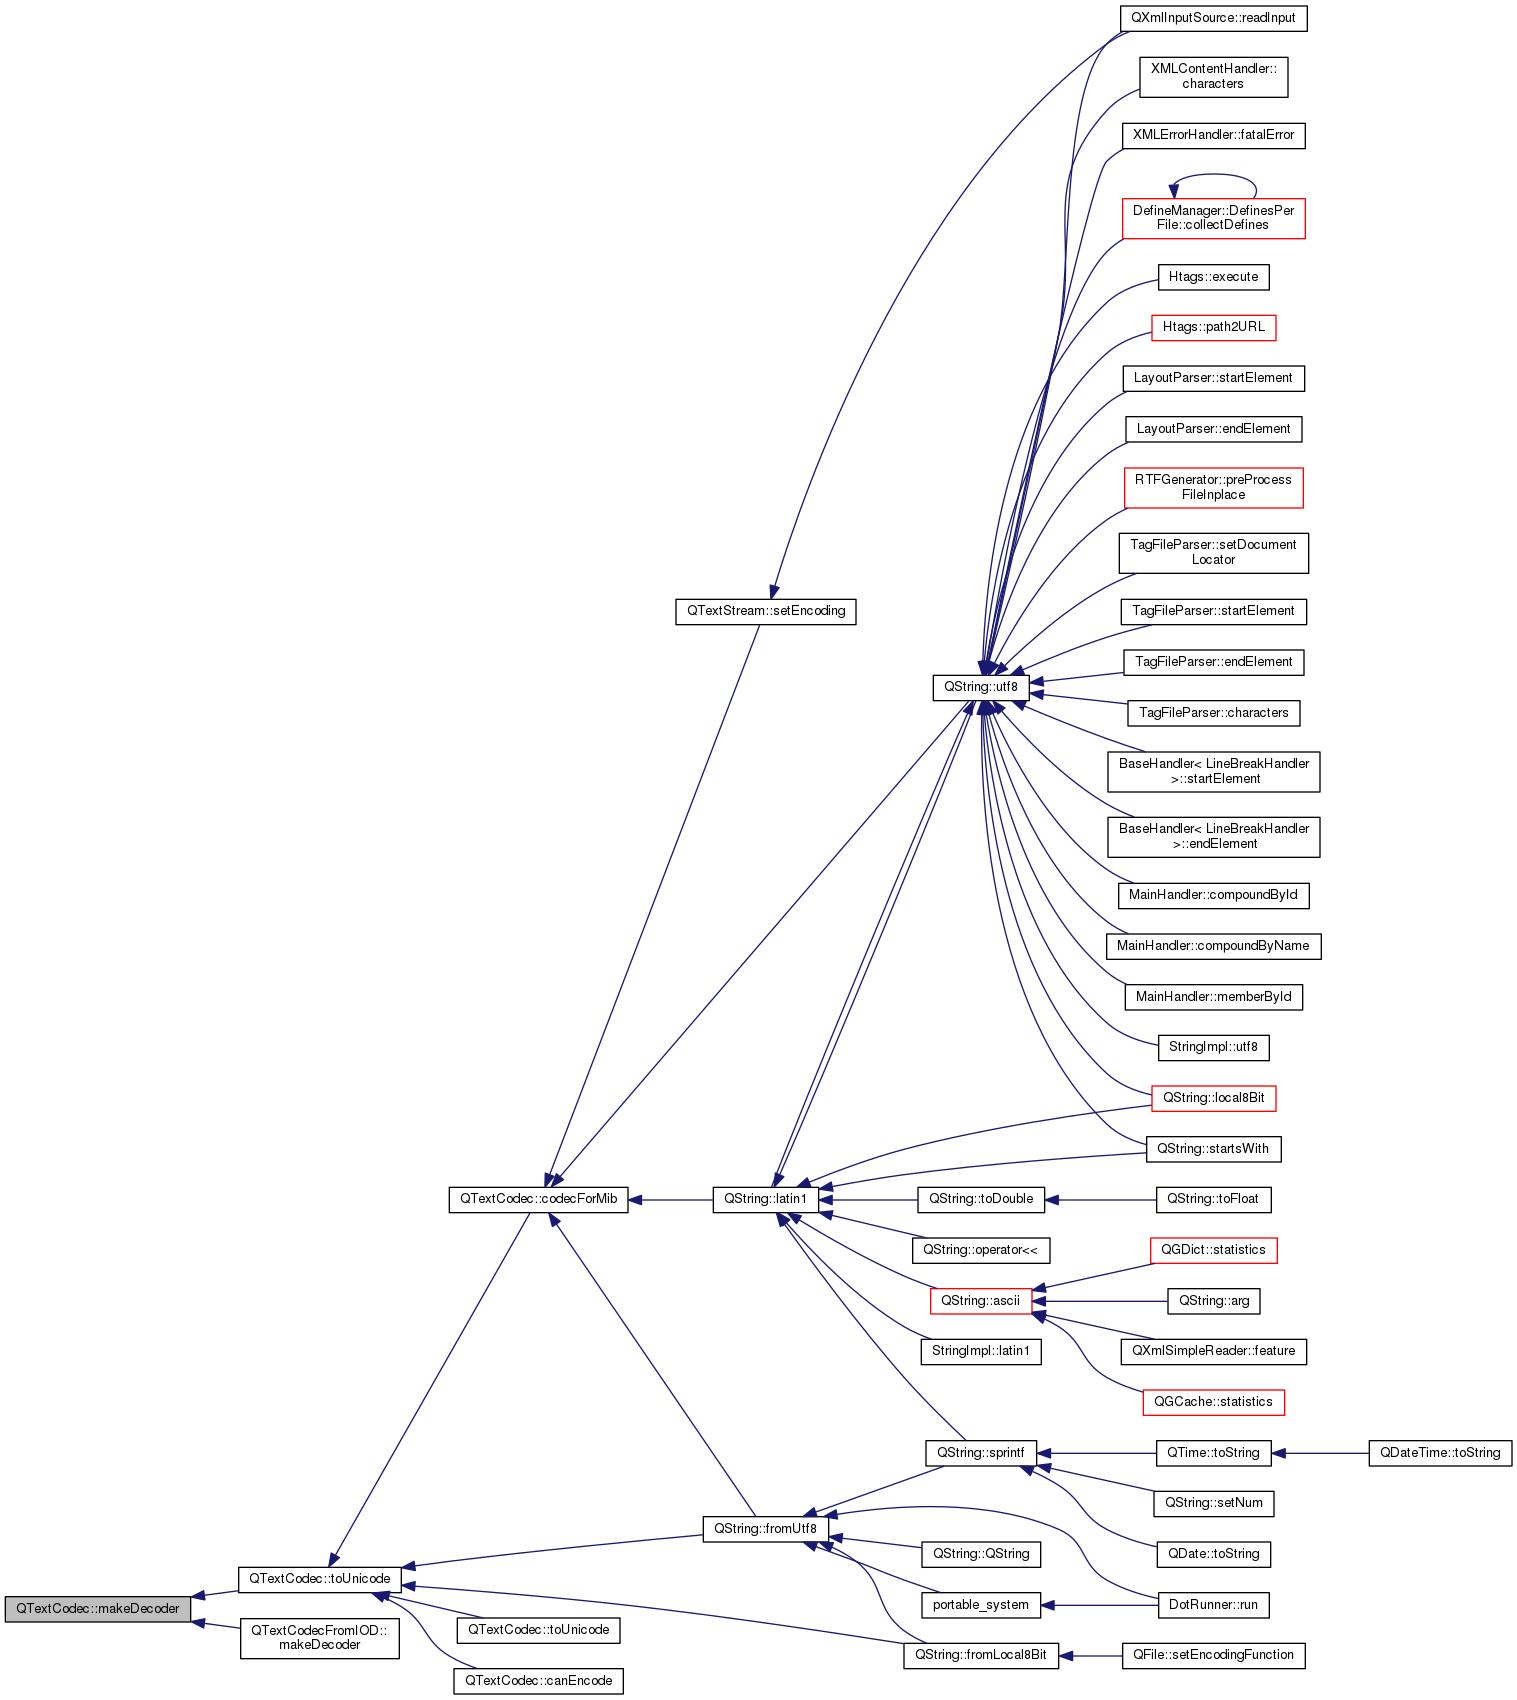 QXmlInputSource::readInput
XMLContentHandler::
characters
XMLErrorHandler::fatalError
DefineManager::DefinesPer
File::collectDefines
Htags::execute
Htags::path2URL
LayoutParser::startElement
LayoutParser::endElement
RTFGenerator::preProcess
FileInplace
TagFileParser::setDocument
Locator
QTextStream::setEncoding
TagFileParser::startElement
TagFileParser::endElement
QString::utf8
TagFileParser::characters
BaseHandler< LineBreakHandler
>::startElement
BaseHandler< LineBreakHandler
>::endElement
MainHandler::compoundById
MainHandler::compoundByName
MainHandler::memberById
StringImpl::utf8
QString::local8Bit
QString::startsWith
QTextCodec::codecForMib
QString::latin1
QString::toDouble
QString::toFloat
QString::operator<<
QGDict::statistics
QString::ascii
QString::arg
StringImpl::latin1
QXmlSimpleReader::feature
QGCache::statistics
QString::sprintf
QTime::toString
QDateTime::toString
QString::setNum
QString::fromUtf8
QString::QString
QDate::toString
QTextCodec::toUnicode
QTextCodec::makeDecoder
portable_system
DotRunner::run
QTextCodecFromIOD::
makeDecoder
QTextCodec::toUnicode
QString::fromLocal8Bit
QFile::setEncodingFunction
QTextCodec::canEncode